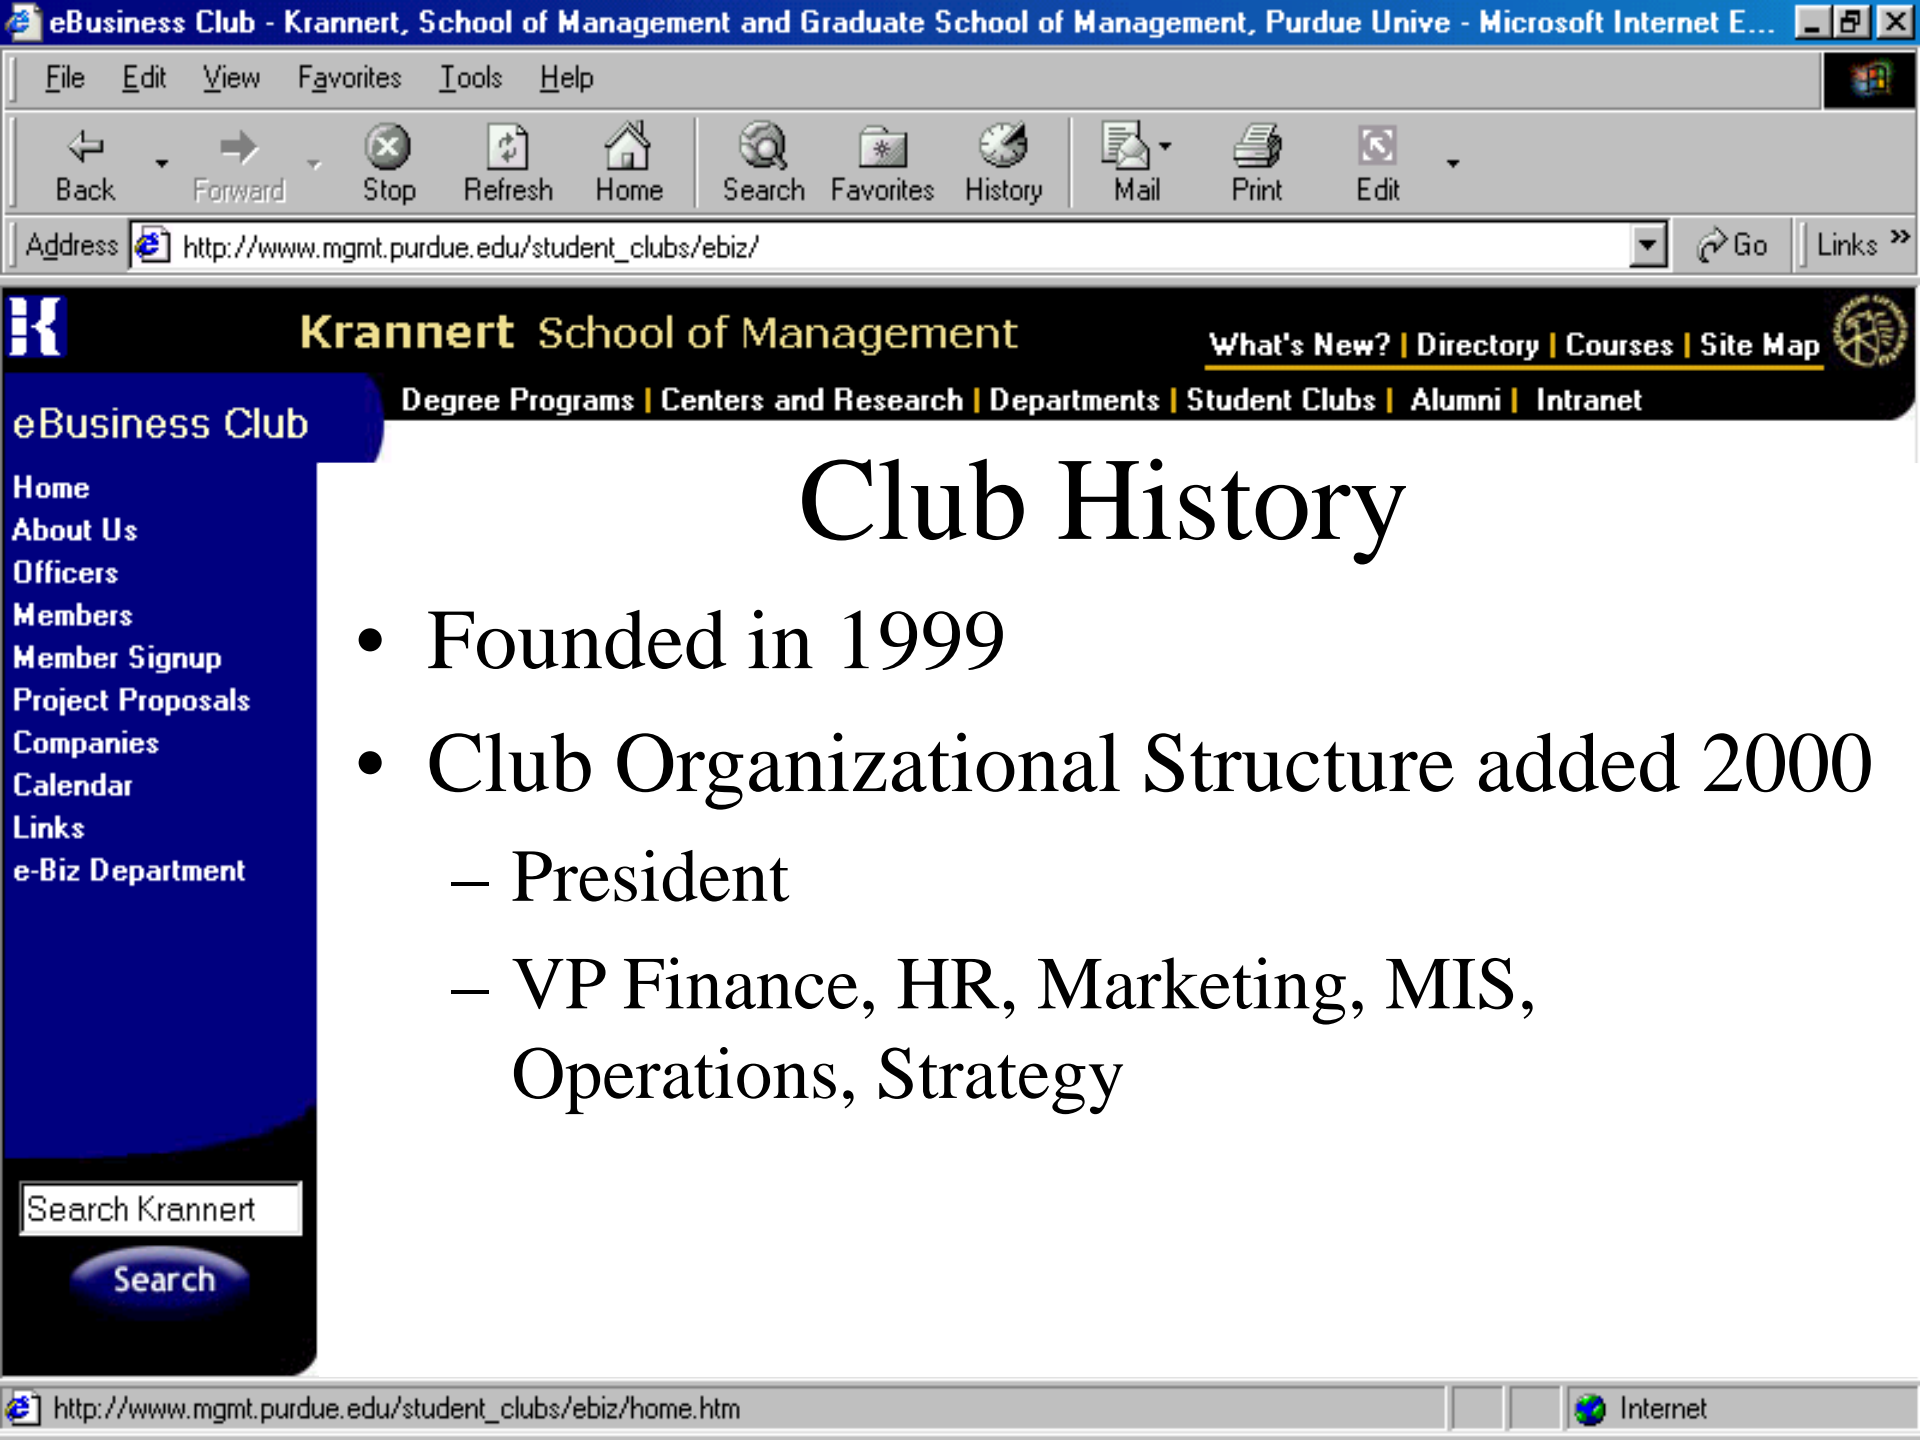 eBusiness Club - Krannert, School of Management and Graduate School of Management, Purdue Unive - Microsoft Internet E...
File Edit View Favorites Tools Help
Back Forward Stop Refresh Home Search Favorites History Mail Print Edit
Address http://www.mgmt.purdue.edu/student_clubs/ebiz/ Go Links »
Krannert School of Management
What's New? | Directory | Courses | Site Map
Degree Programs | Centers and Research | Departments | Student Clubs | Alumni | Intranet
eBusiness Club
Home
About Us
Officers
Members
Member Signup
Project Proposals
Companies
Calendar
Links
e-Biz Department
Search Krannert
Search
Club History
• Founded in 1999
• Club Organizational Structure added 2000
– President
– VP Finance, HR, Marketing, MIS,
Operations, Strategy
http://www.mgmt.purdue.edu/student_clubs/ebiz/home.htm Internet